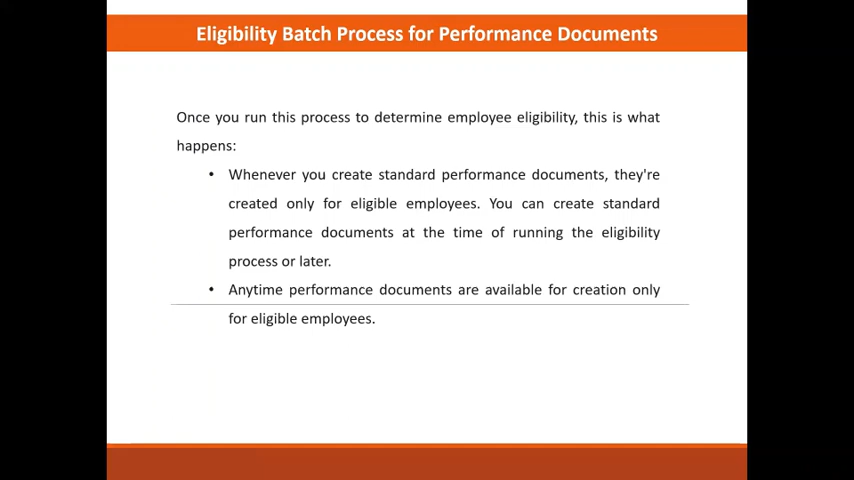 Eligibility Batch Process for Performance Documents
Once you run this process to determine employee eligibility, this is what
happens:
• Whenever you create standard performance documents, they're
created only for eligible employees. You can create standard
performance documents at the time of running the eligibility
process or later.
• Anytime performance documents are available for creation only
for eligible employees.